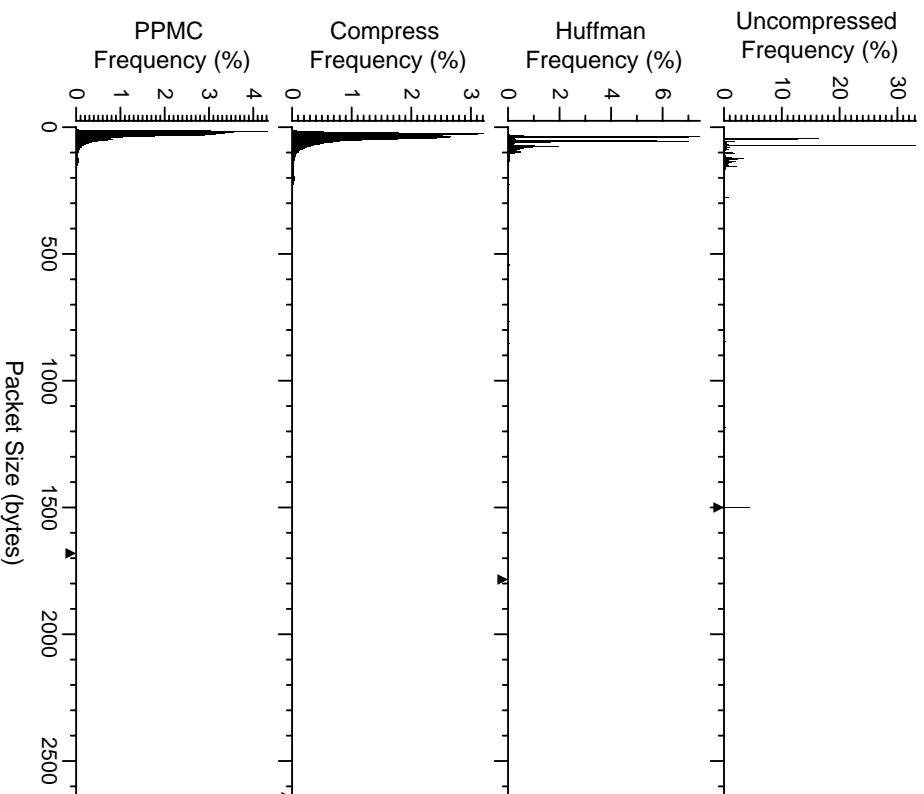 PPMC
Frequency (%)
0 1 2 3 4
Compress
Frequency (%)
0 1 2 3
Huffman
Frequency (%)
0 2 4 6
Uncompressed
Frequency (%)
0 10 20 30
0
500
1000
1500
2000
2500
Packet Size (bytes)